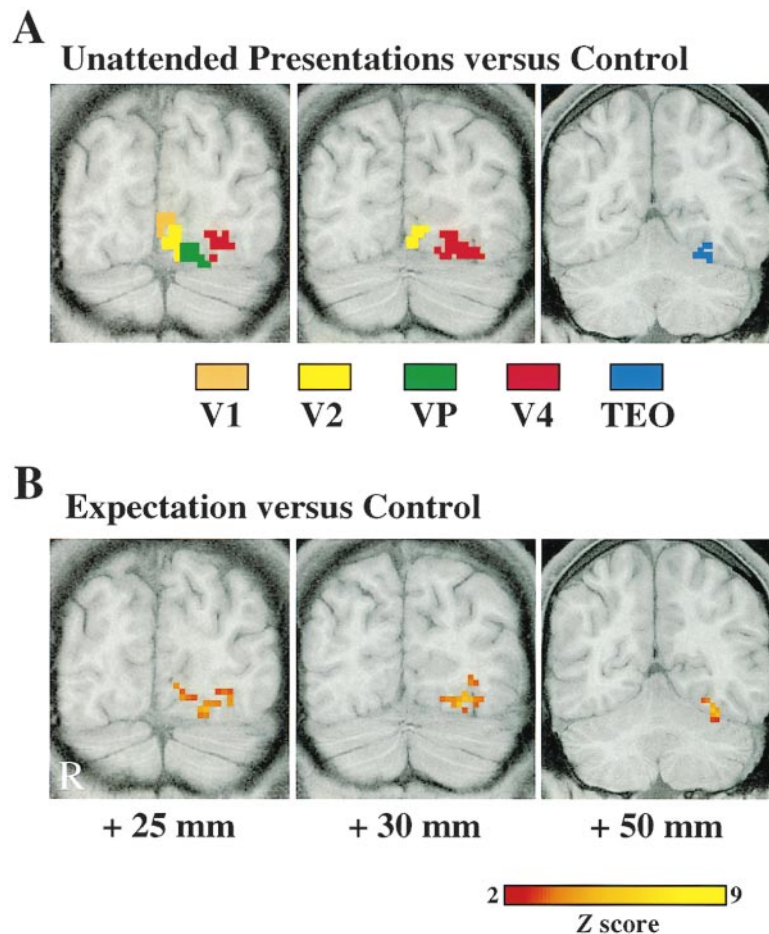 A
Unattended Presentations versus Control
V1 V2 VP V4 TEO
B
Expectation versus Control
R
+ 25 mm + 30 mm + 50 mm
2 9
Z score